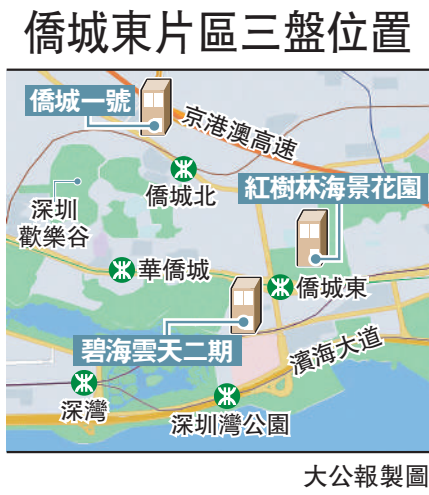 僑城東片區三盤位置
僑城一號
京港澳高速
僑城北
紅樹林海景花園
深圳
歡樂谷
華僑城
僑城東
碧海雲天二期
濱海大道
深灣
深圳灣公園
大公報製圖